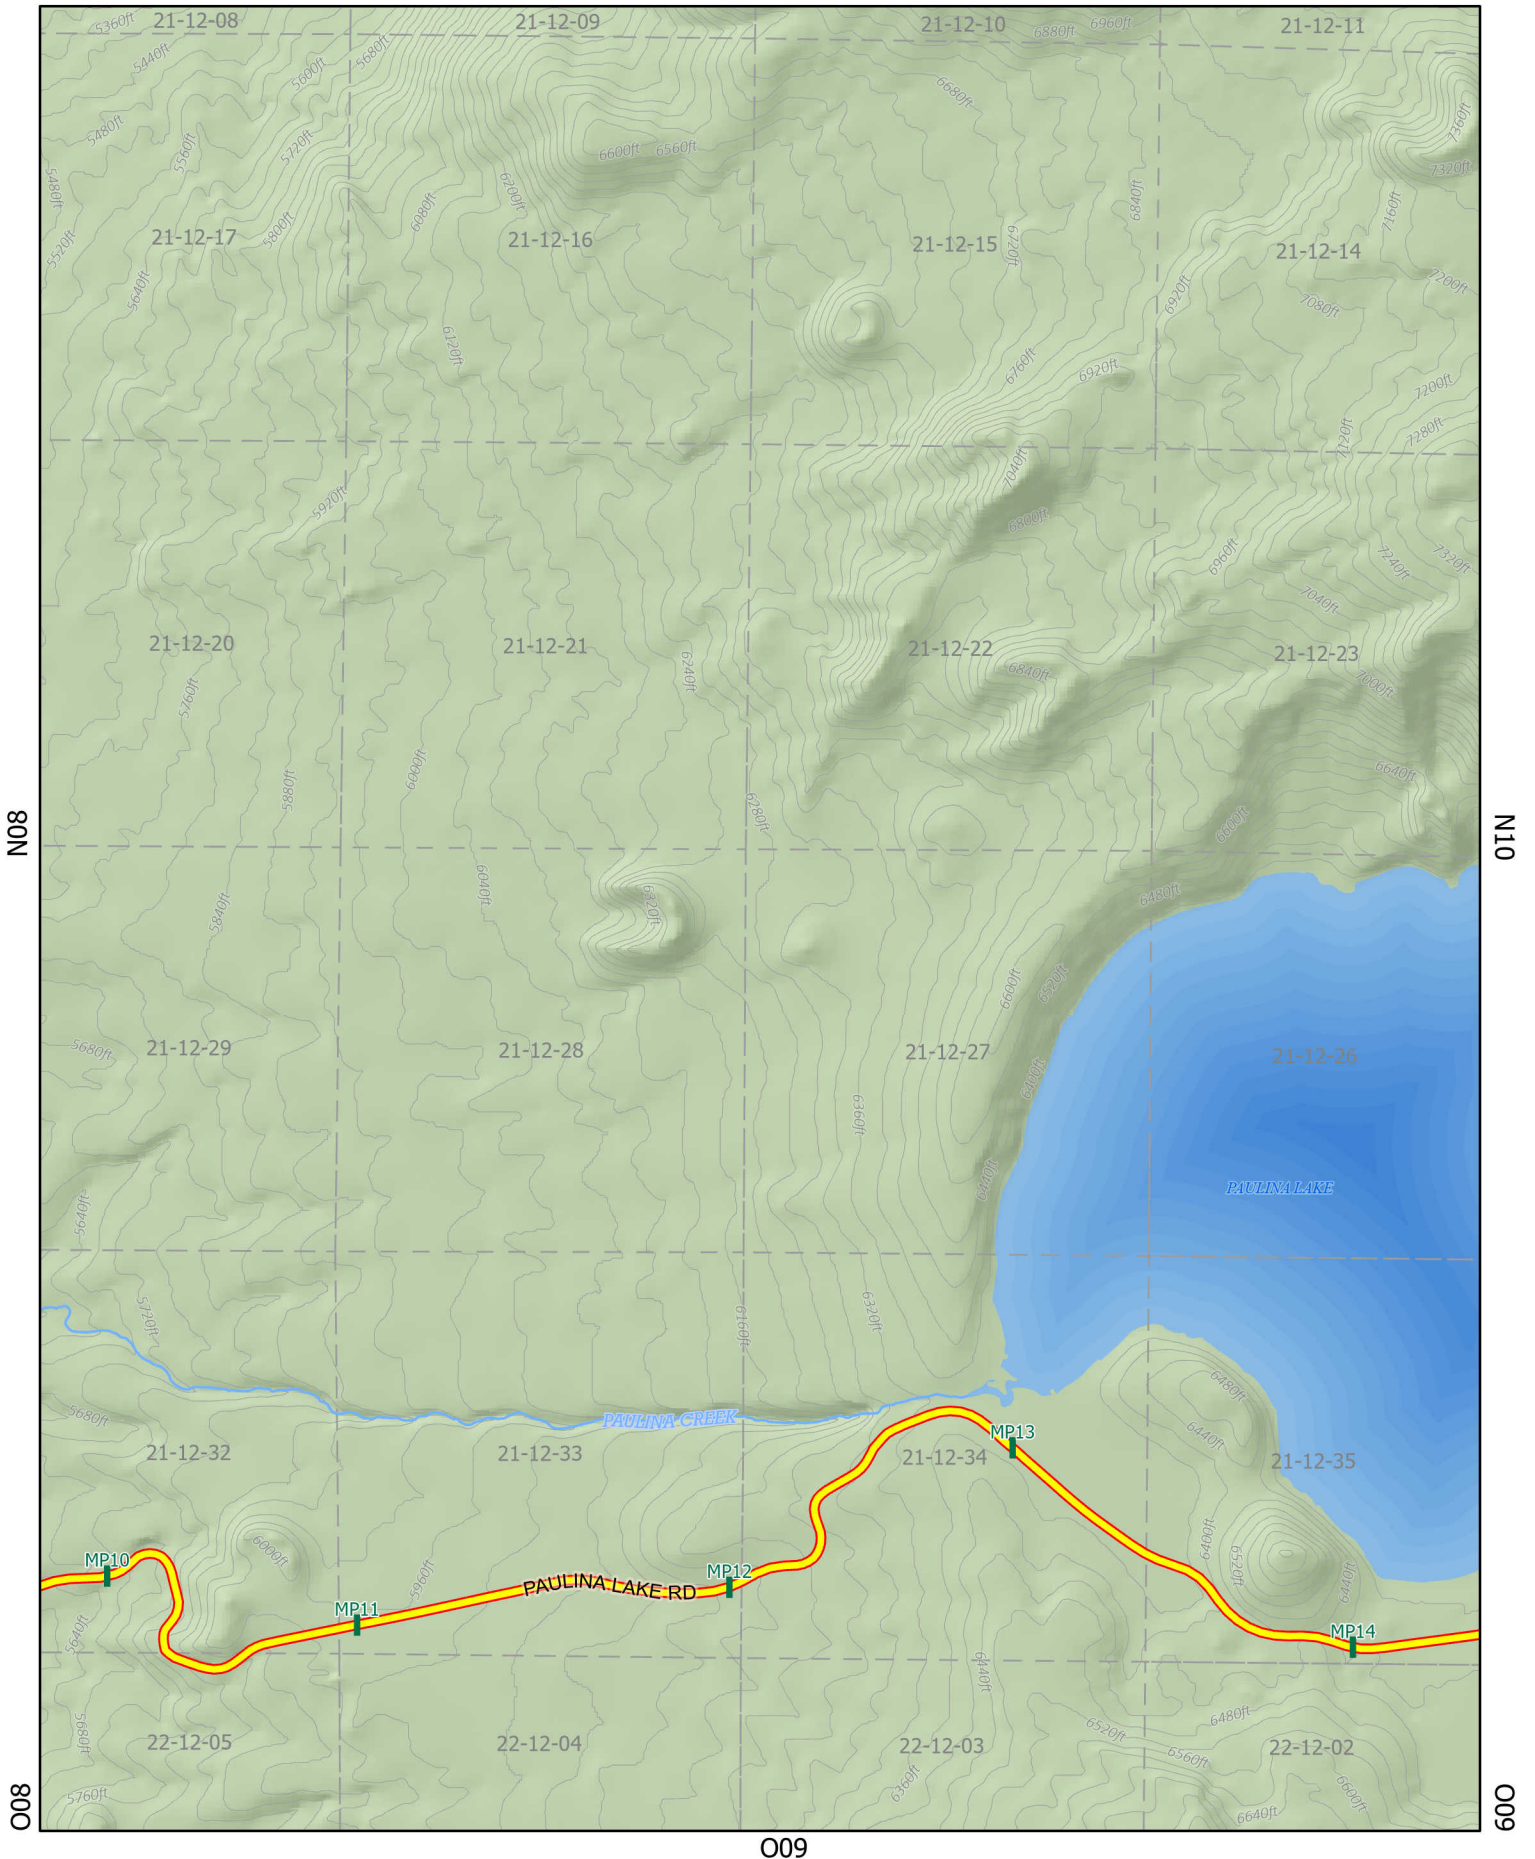 21-12-08
21-12-09
21-12-10
21-12-11
5360ft
5440ft
5600ft
5680ft
6880ft
6960ft
6680ft
5480ft
5560ft
5720ft
6600ft
6560ft
7360ft
7320ft
5480ft
6200ft
6080ft
6840ft
7160ft
5520ft
21-12-17
5800ft
21-12-16
21-12-15
6720ft
21-12-14
5640ft
6920ft
7080ft
7200ft
6120ft
6760ft
6920ft
7200ft
7120ft
7280ft
5920ft
7040ft
6800ft
6960ft
7240ft
7320ft
7040ft
21-12-20
21-12-21
6240ft
21-12-22
6840ft
21-12-23
7000ft
5760ft
5880ft
6000ft
6280ft
6640ft
6600ft
N08
N10
5840ft
6040ft
6320ft
6480ft
6600ft
6520ft
5680ft
21-12-29
21-12-28
21-12-27
21-12-26
6400ft
6360ft
6440ft
PAULINA LAKE
5640ft
5720ft
6160ft
6320ft
6480ft
5680ft
PAULINA CREEK
6440ft
MP13
21-12-32
21-12-33
21-12-34
21-12-35
MP10
6000ft
5960ft
PAULINA LAKE RD
MP12
6400ft
6520ft
6440ft
MP11
5640ft
MP14
6440ft
5680ft
22-12-05
22-12-04
22-12-03
6520ft
6480ft
6560ft
22-12-02
5760ft
6360ft
6640ft
6600ft
O08
O09
O09